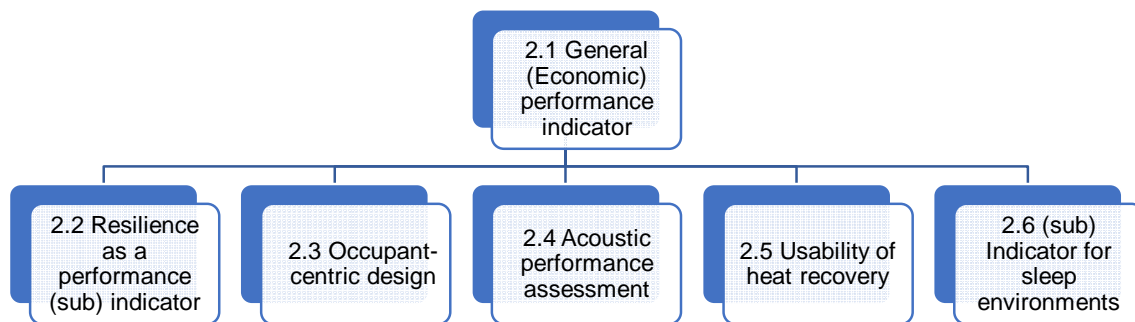 2.1 General
(Economic)
performance
indicator
2.2 Resilience
as a
performance
(sub) indicator
2.3 Occupant-
centric design
2.4 Acoustic
performance
assessment
2.5 Usability of
heat recovery
2.6 (sub)
Indicator for
sleep
environments